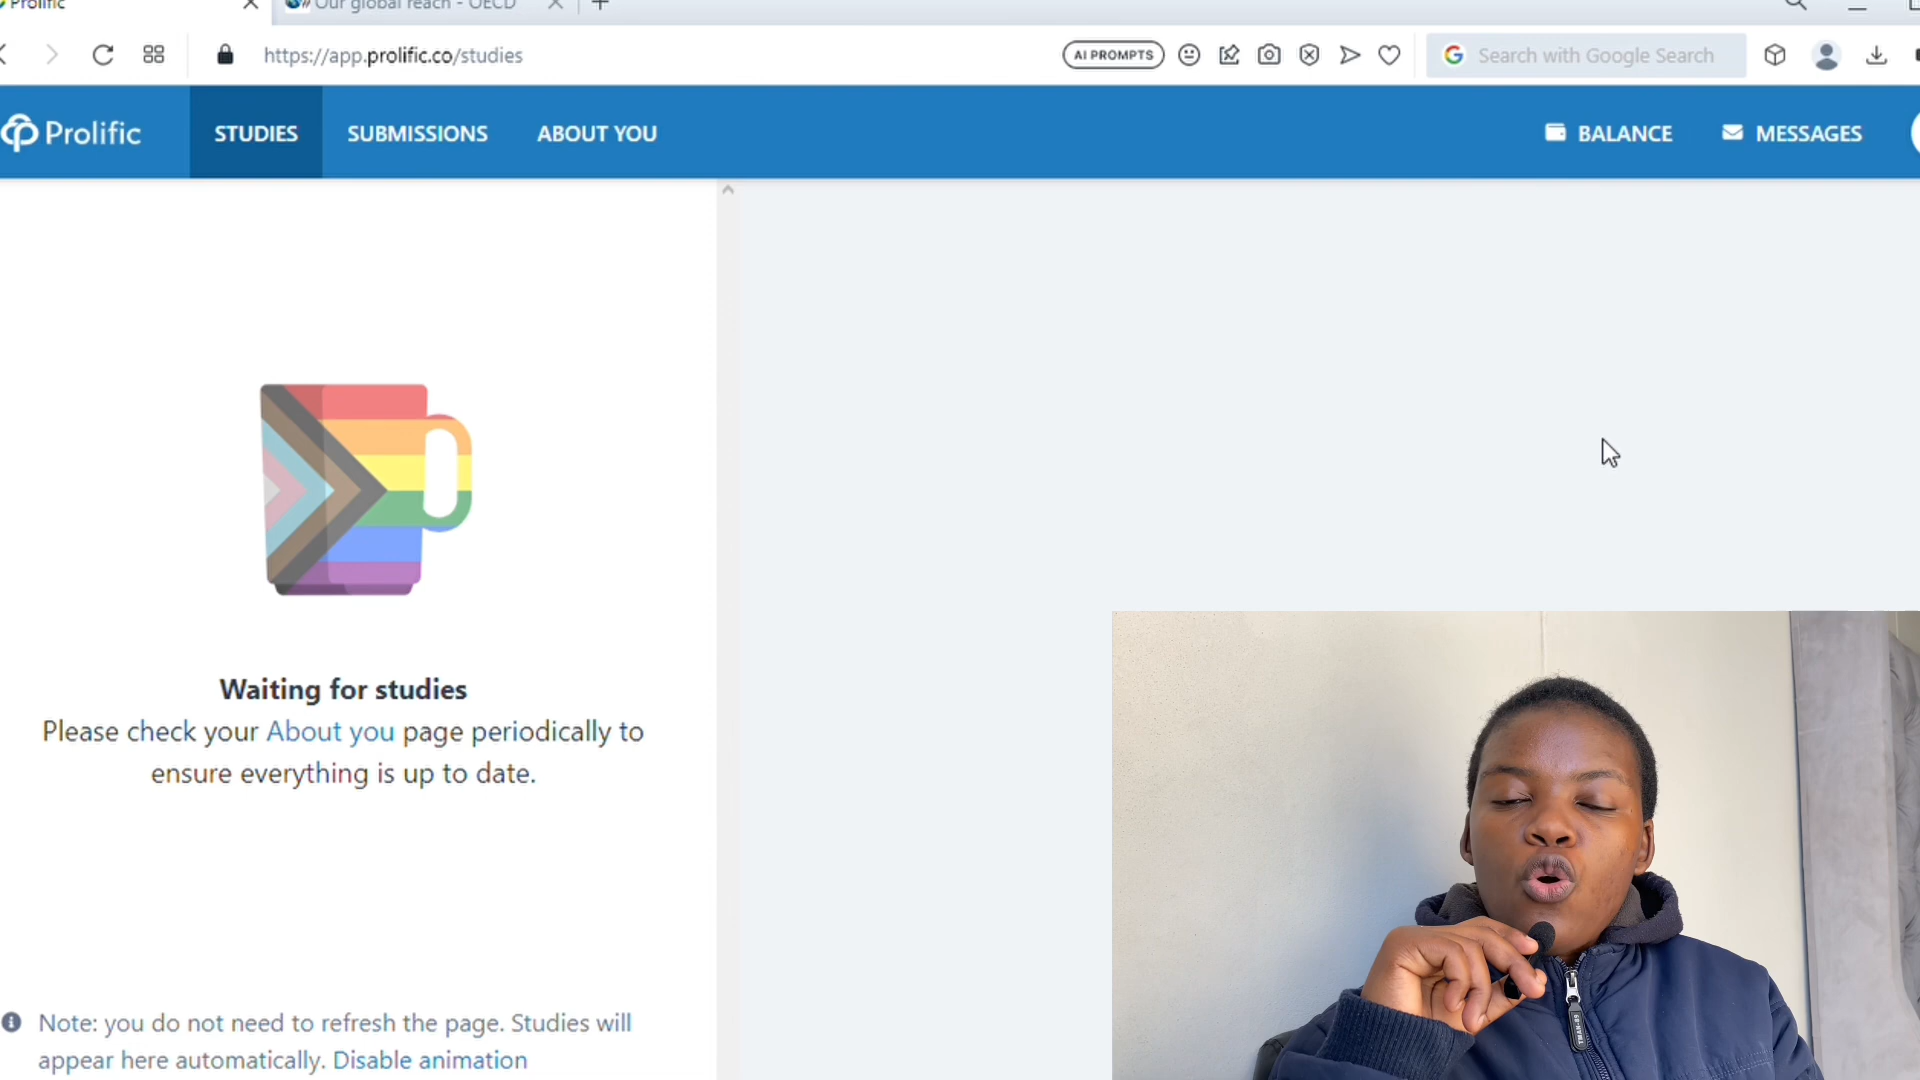 Prolific
Our global reach - OECD
https://app.prolific.co/studies
AI PROMPTS
Search with Google Search
Prolific
STUDIES
SUBMISSIONS
ABOUT YOU
BALANCE
MESSAGES
Waiting for studies
Please check your About you page periodically to
ensure everything is up to date.
Note: you do not need to refresh the page. Studies will
appear here automatically. Disable animation